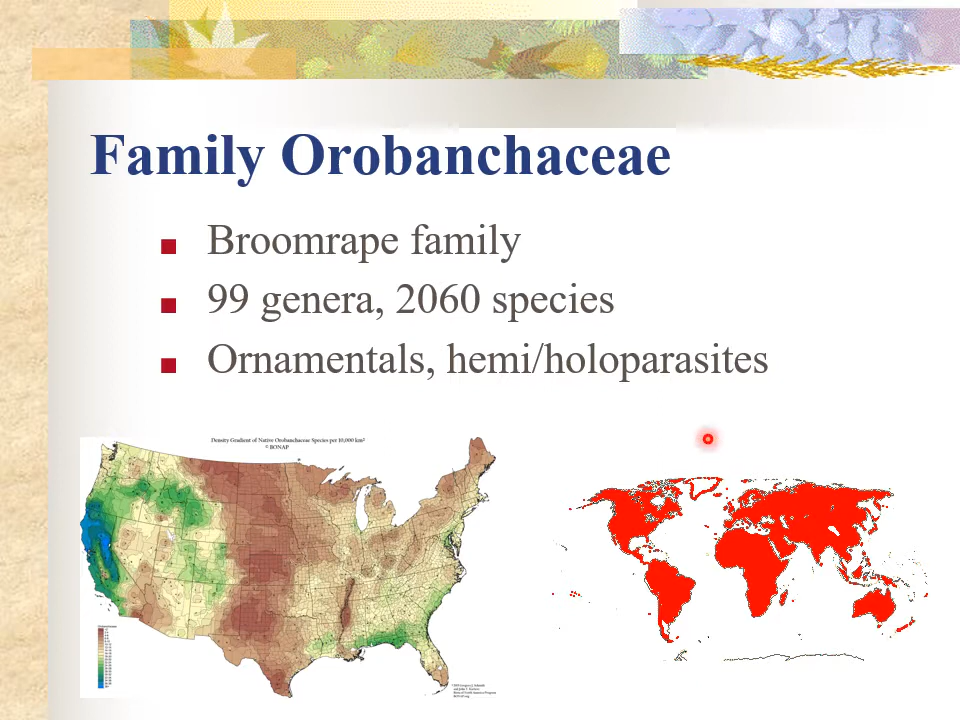 Family Orobanchaceae
Broomrape family
99 genera, 2060 species
Ornamentals, hemi/holoparasites
Density Gradient of Native Orobanchaceae Species per 10,000 km²
© BONAP